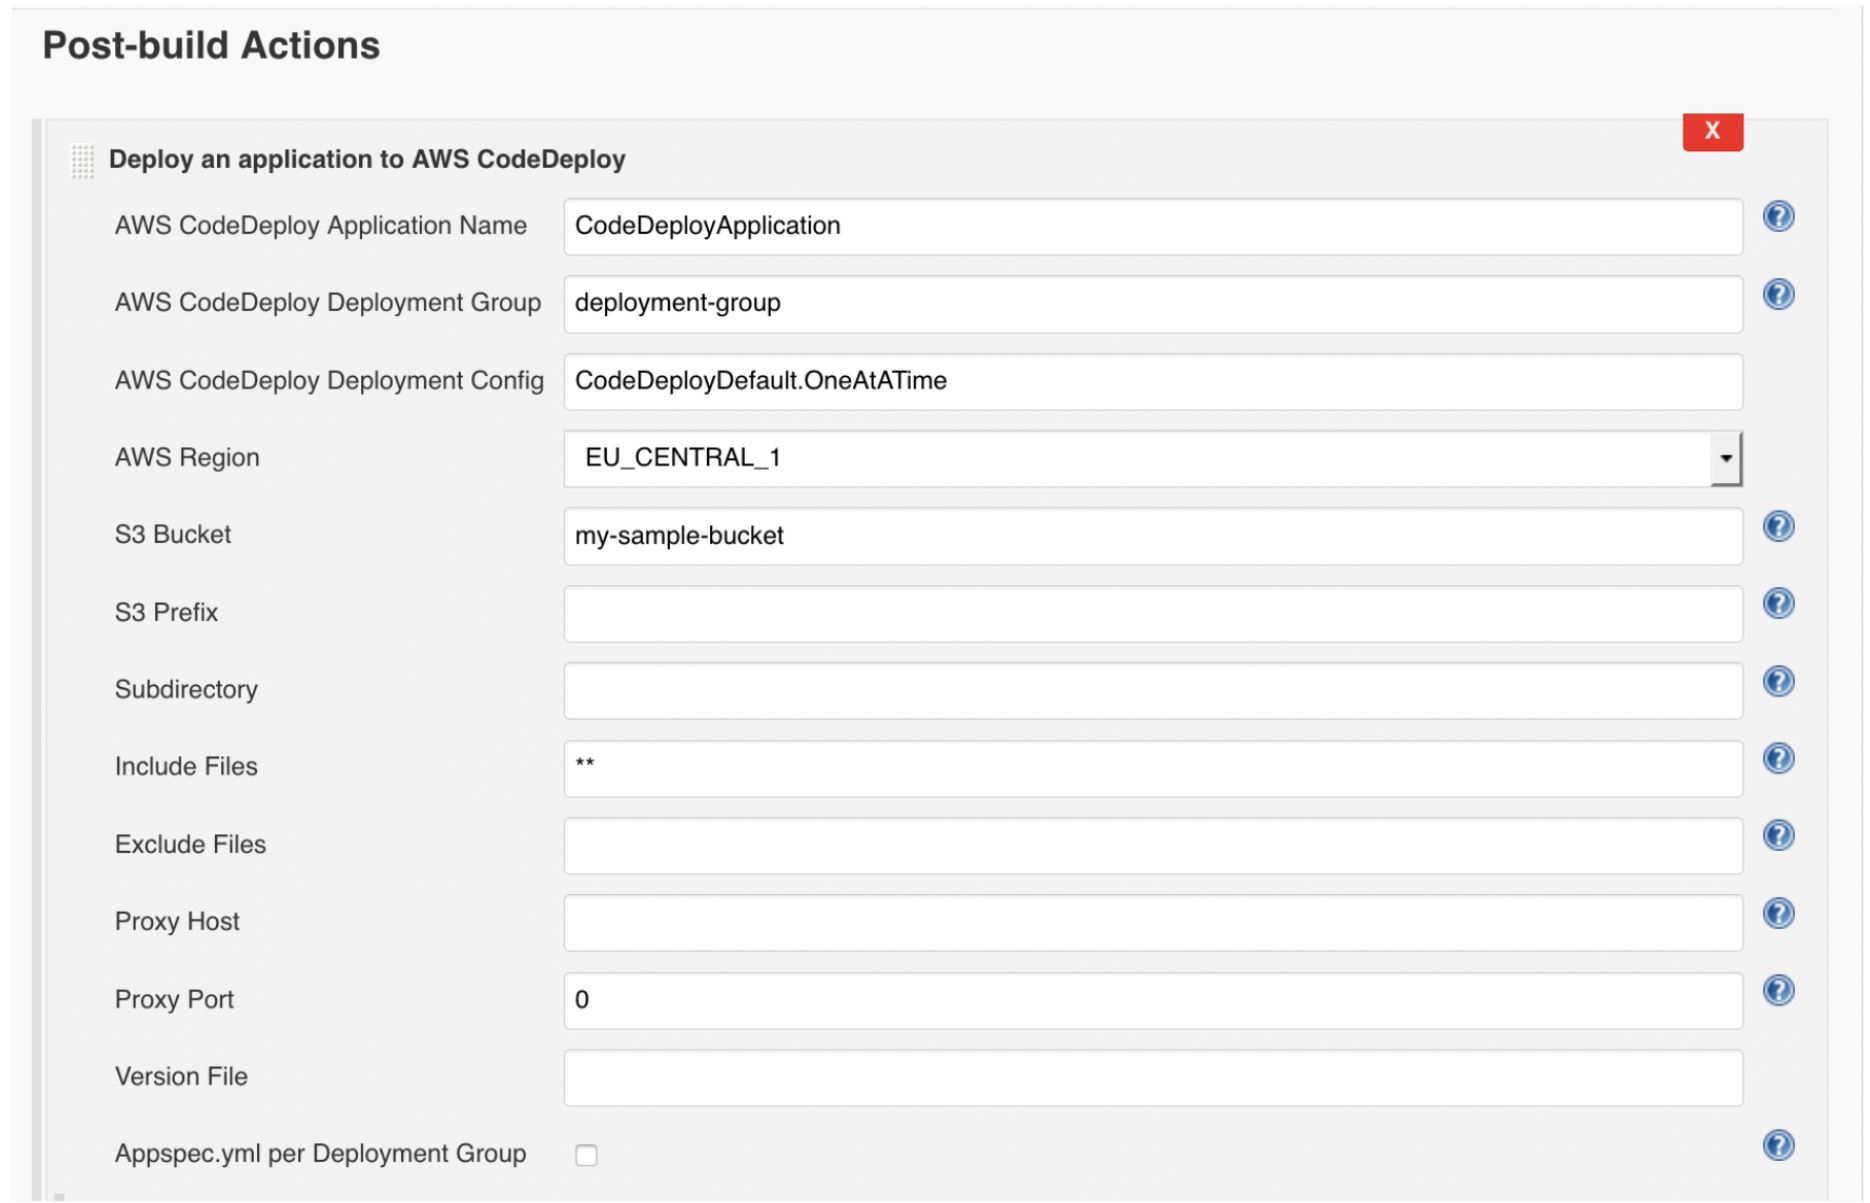 Post-build Actions
X
Deploy an application to AWS CodeDeploy
AWS CodeDeploy Application Name CodeDeployApplication ?
AWS CodeDeploy Deployment Group deployment-group ?
AWS CodeDeploy Deployment Config CodeDeployDefault.OneAtATime
AWS Region EU_CENTRAL_1
S3 Bucket my-sample-bucket ?
S3 Prefix ?
Subdirectory ?
Include Files ** ?
Exclude Files ?
Proxy Host ?
Proxy Port 0 ?
Version File
Appspec.yml per Deployment Group ?